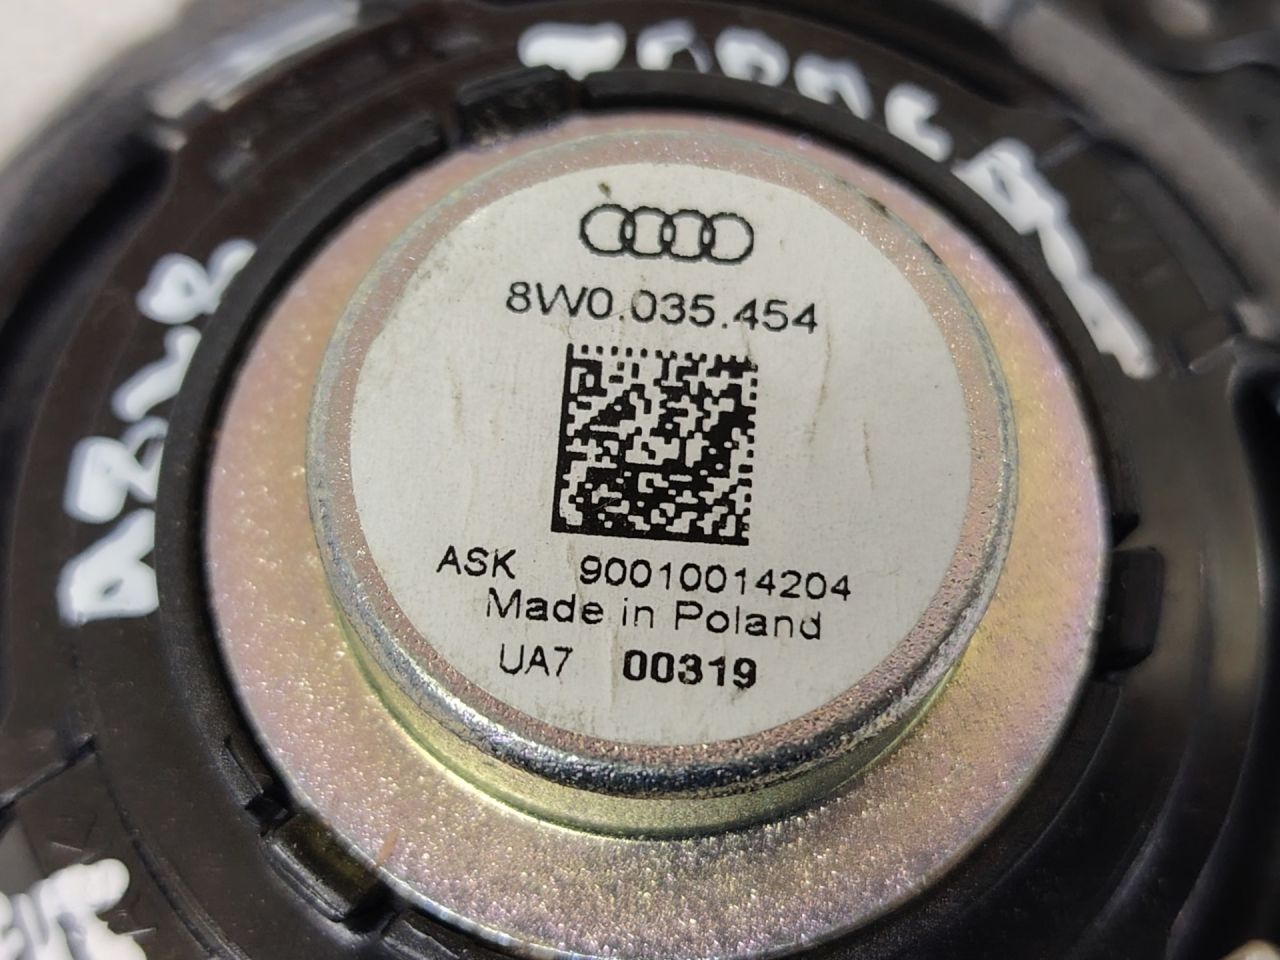 8W0.035.454
ASK 90010014204
Made in Poland
UA7 00319